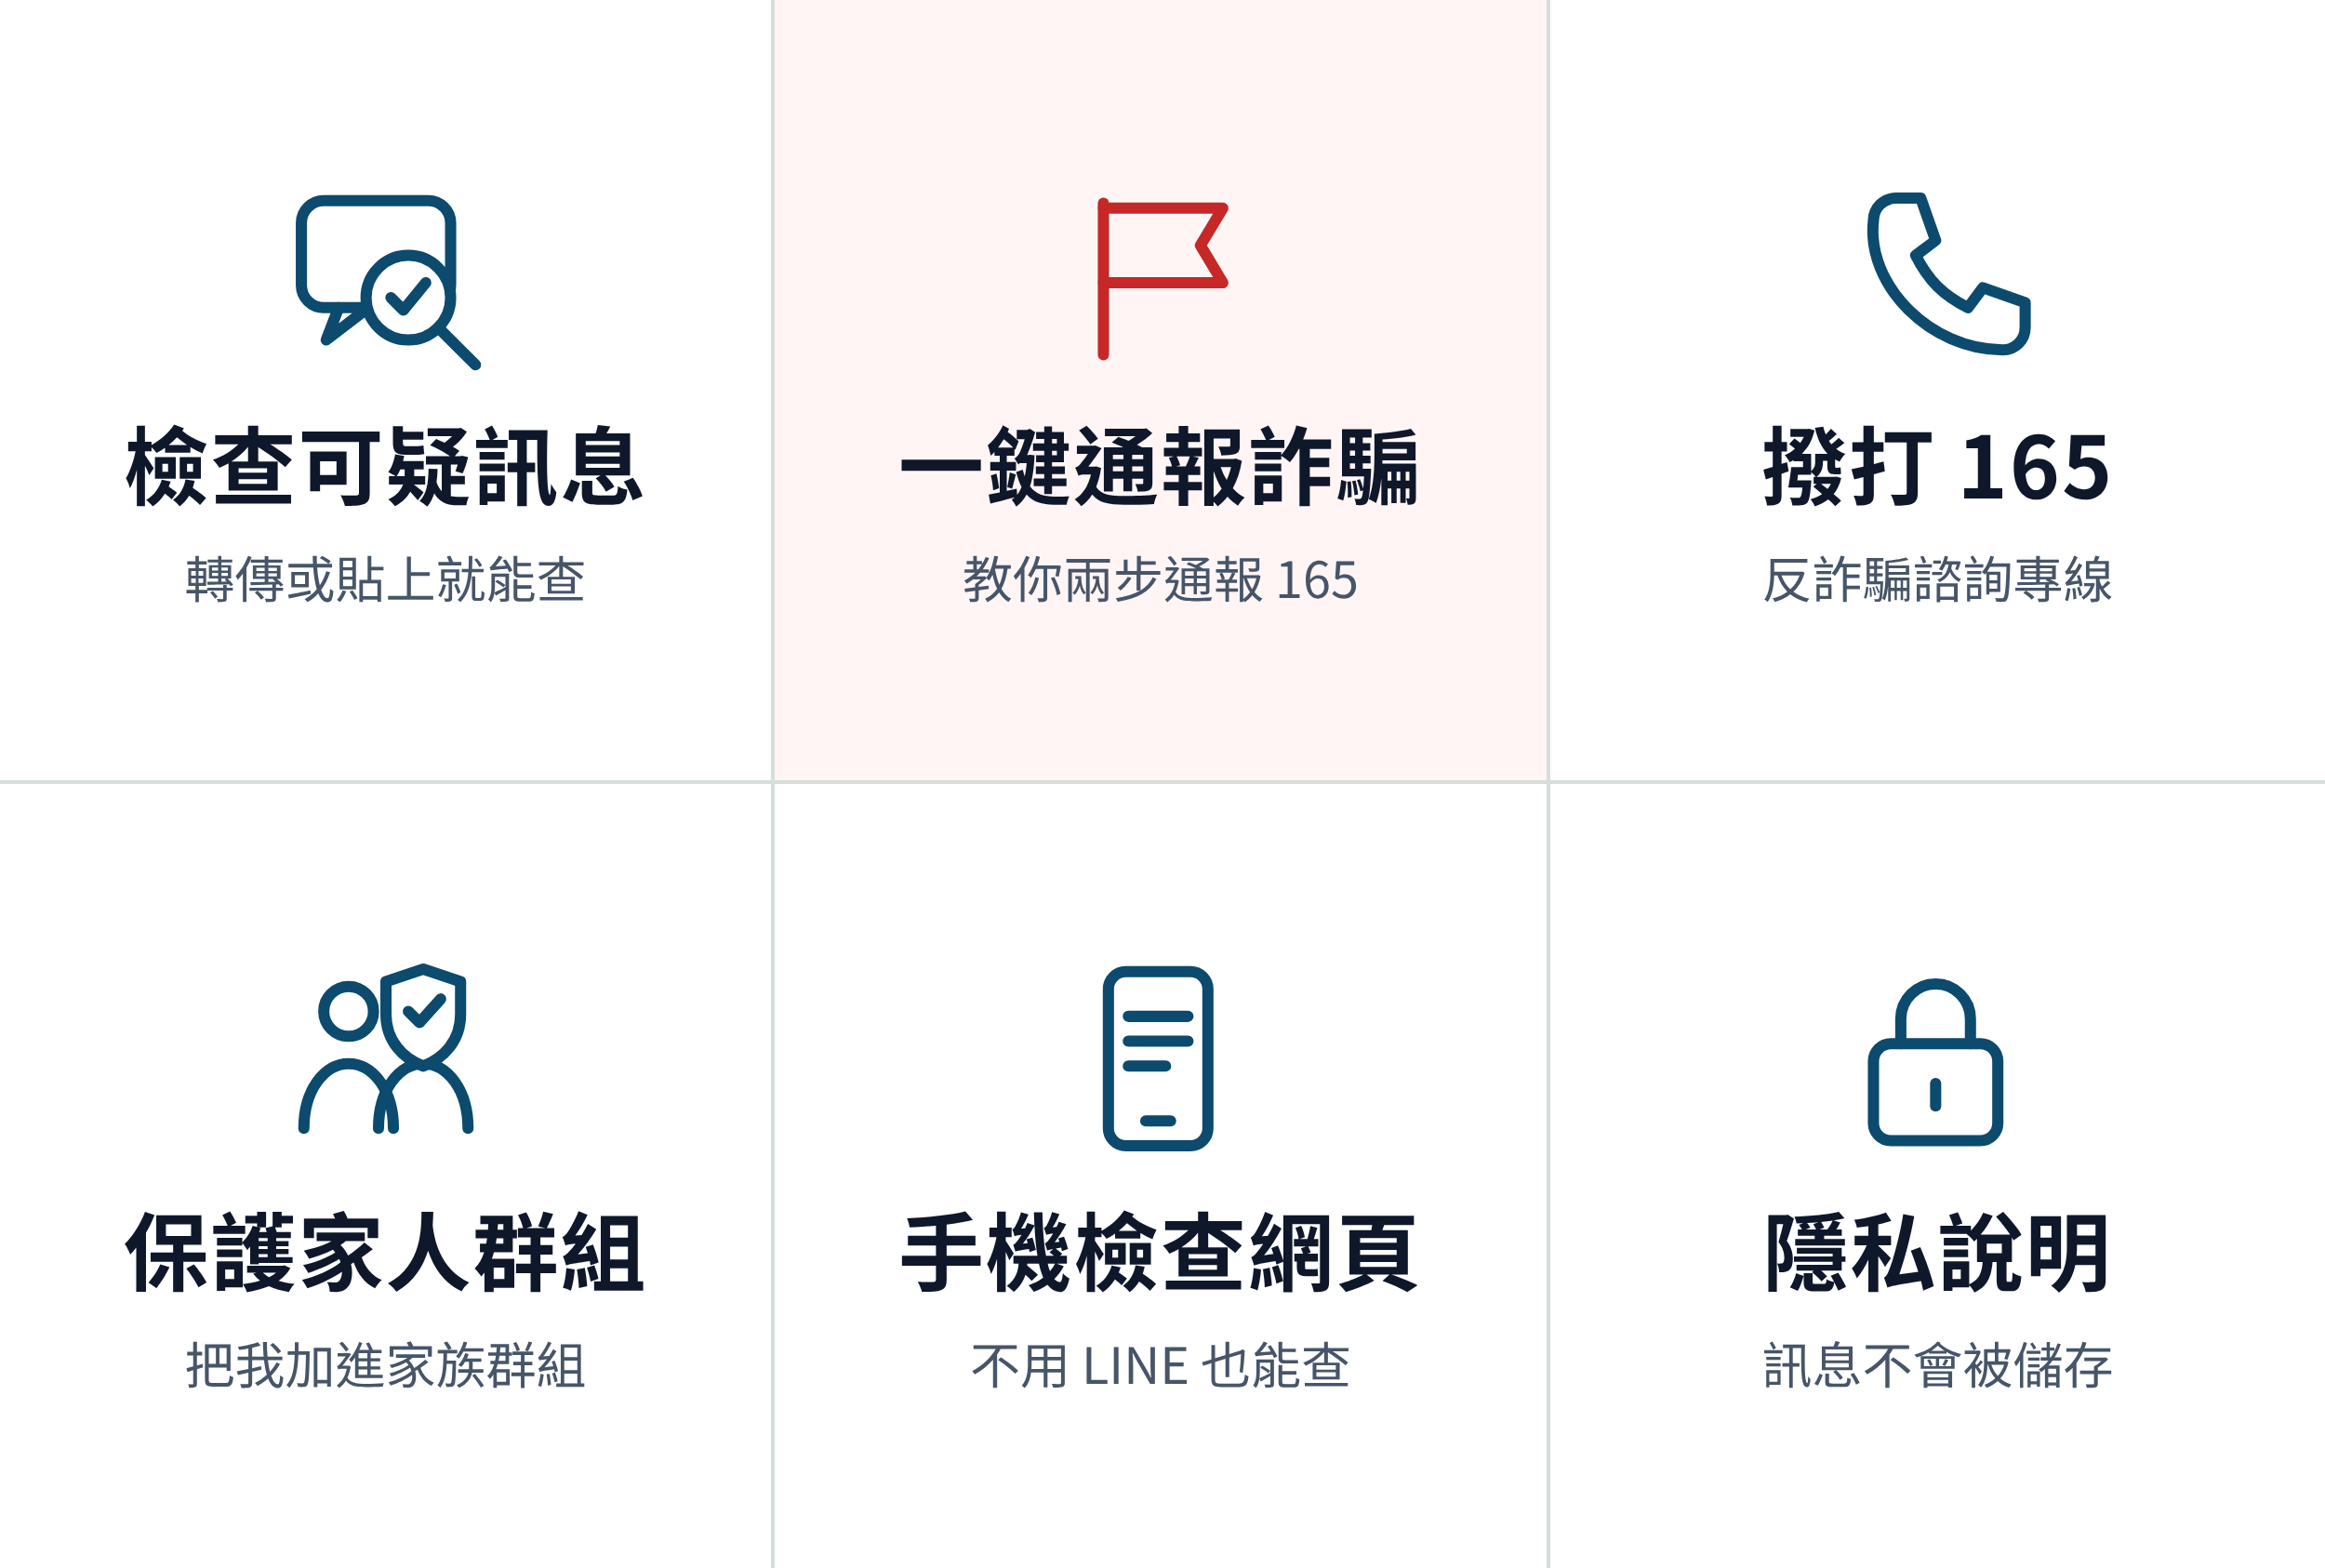 檢查可疑訊息
轉傳或貼上就能查
一鍵通報詐騙
教你兩步通報 165
撥打 165
反詐騙諮詢專線
保護家人群組
把我加進家族群組
手機檢查網頁
不用 LINE 也能查
隱私說明
訊息不會被儲存